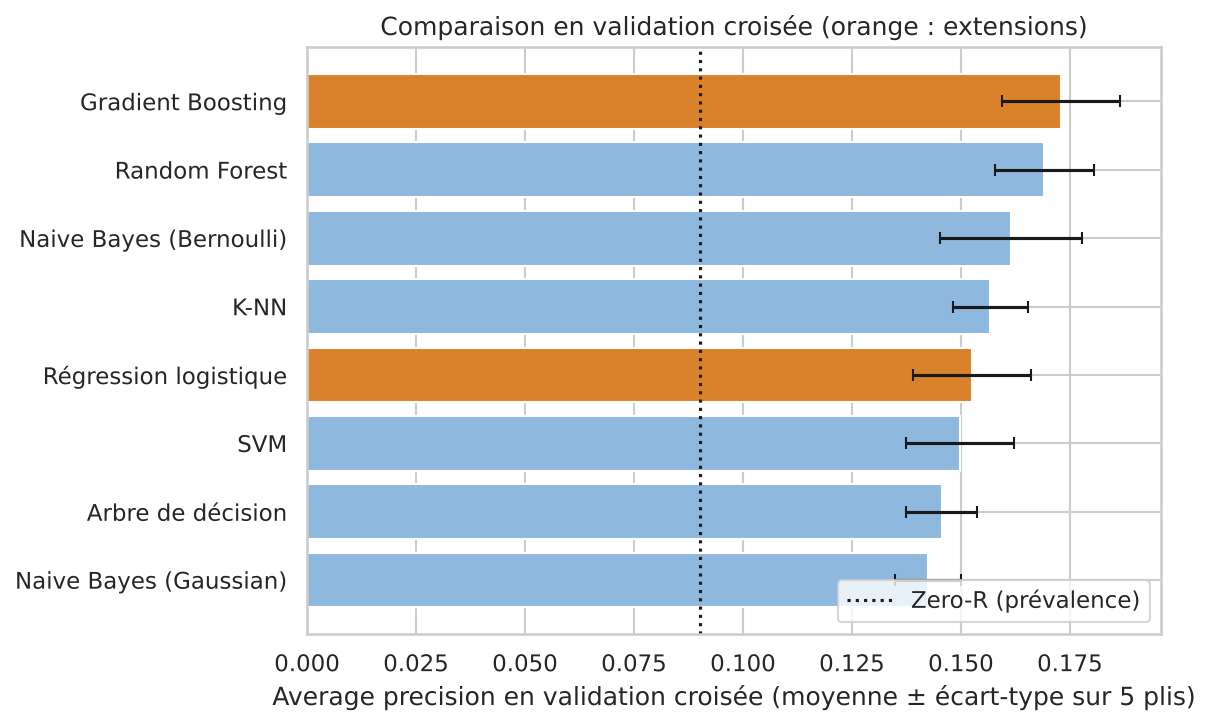 Comparaison en validation croisée (orange : extensions)
Gradient Boosting
Random Forest
Naive Bayes (Bernoulli)
K-NN
Régression logistique
SVM
Arbre de décision
Naive Bayes (Gaussian)
Zero-R (prévalence)
0.000 0.025 0.050 0.075 0.100 0.125 0.150 0.175
Average precision en validation croisée (moyenne ± écart-type sur 5 plis)